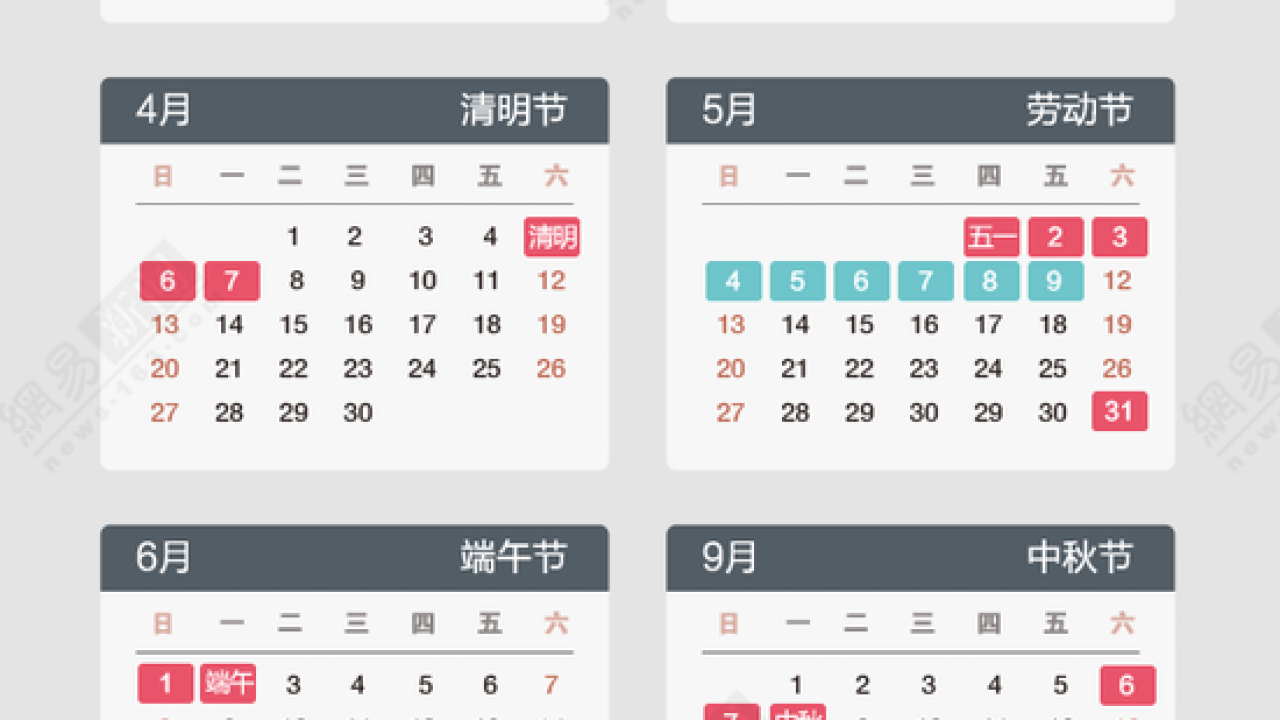 4月 清明节
日 一 二 三 四 五 六
1 2 3 4 清明
6 7 8 9 10 11 12
13 14 15 16 17 18 19
20 21 22 23 24 25 26
27 28 29 30
5月 劳动节
日 一 二 三 四 五 六
五一 2 3
4 5 6 7 8 9 12
13 14 15 16 17 18 19
20 21 22 23 24 25 26
27 28 29 30 29 30 31
6月 端午节
日 一 二 三 四 五 六
1 端午 3 4 5 6 7
9月 中秋节
日 一 二 三 四 五 六
1 2 3 4 5 6
7 中秋
網易新聞
news.163.com
網易
news